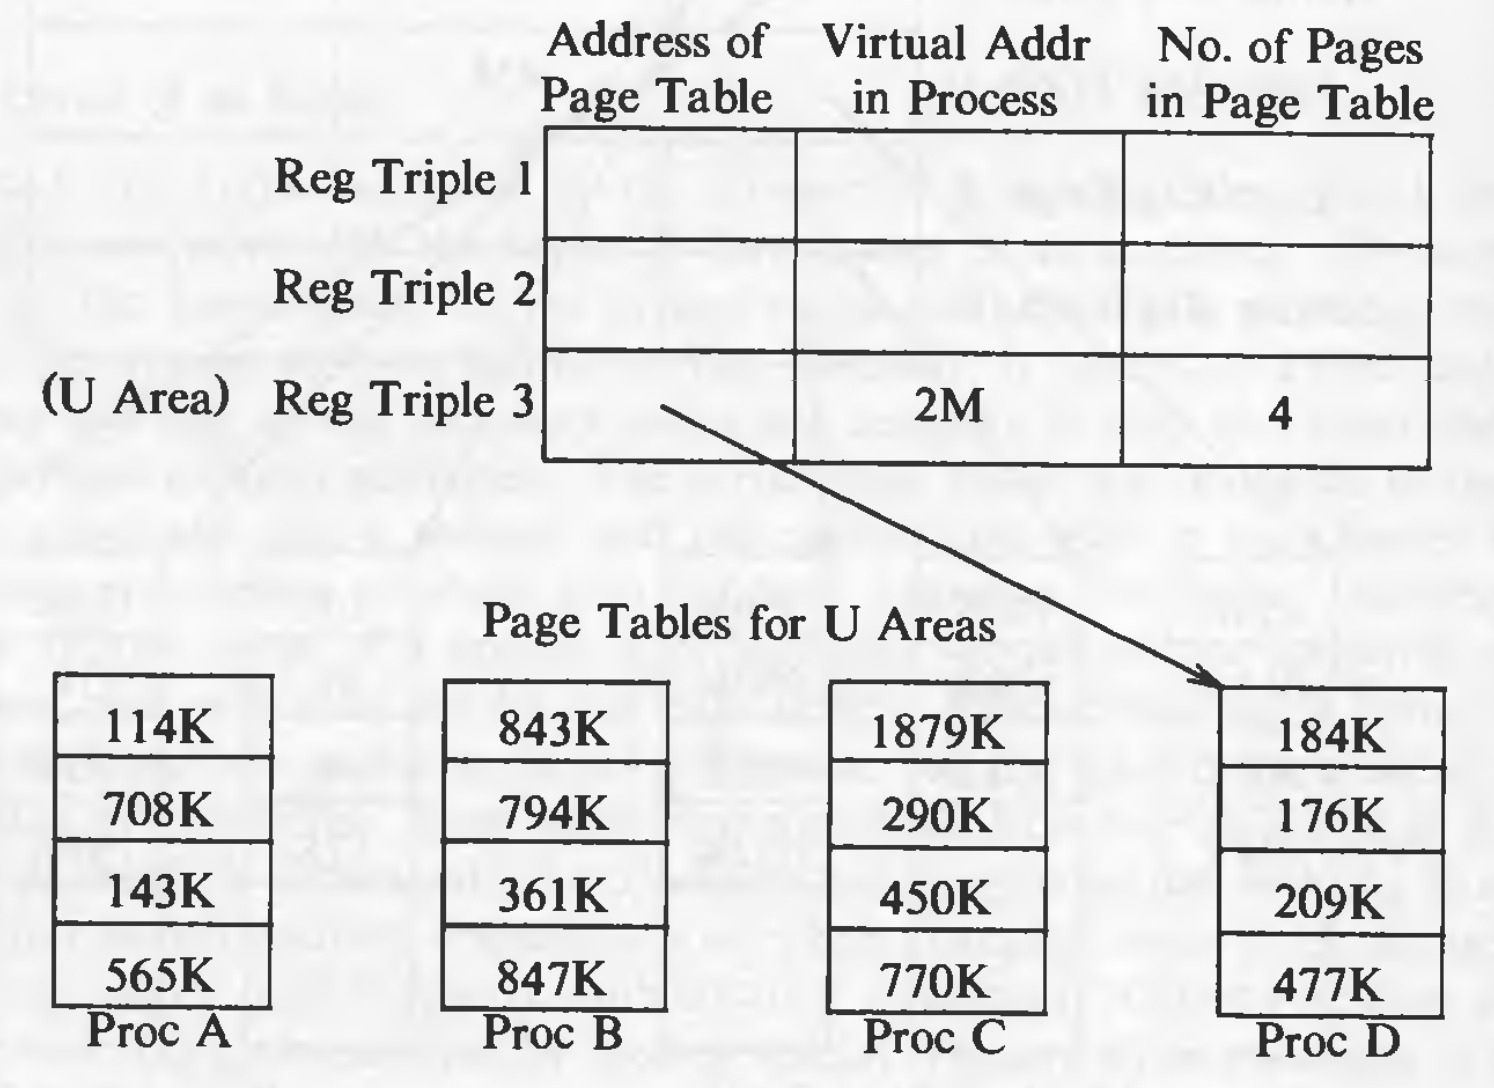 Address of Virtual Addr No. of Pages
Page Table in Process in Page Table
Reg Triple 1
Reg Triple 2
(U Area) Reg Triple 3 2M 4
Page Tables for U Areas
114K 843K 1879K 184K
708K 794K 290K 176K
143K 361K 450K 209K
565K 847K 770K 477K
Proc A Proc B Proc C Proc D